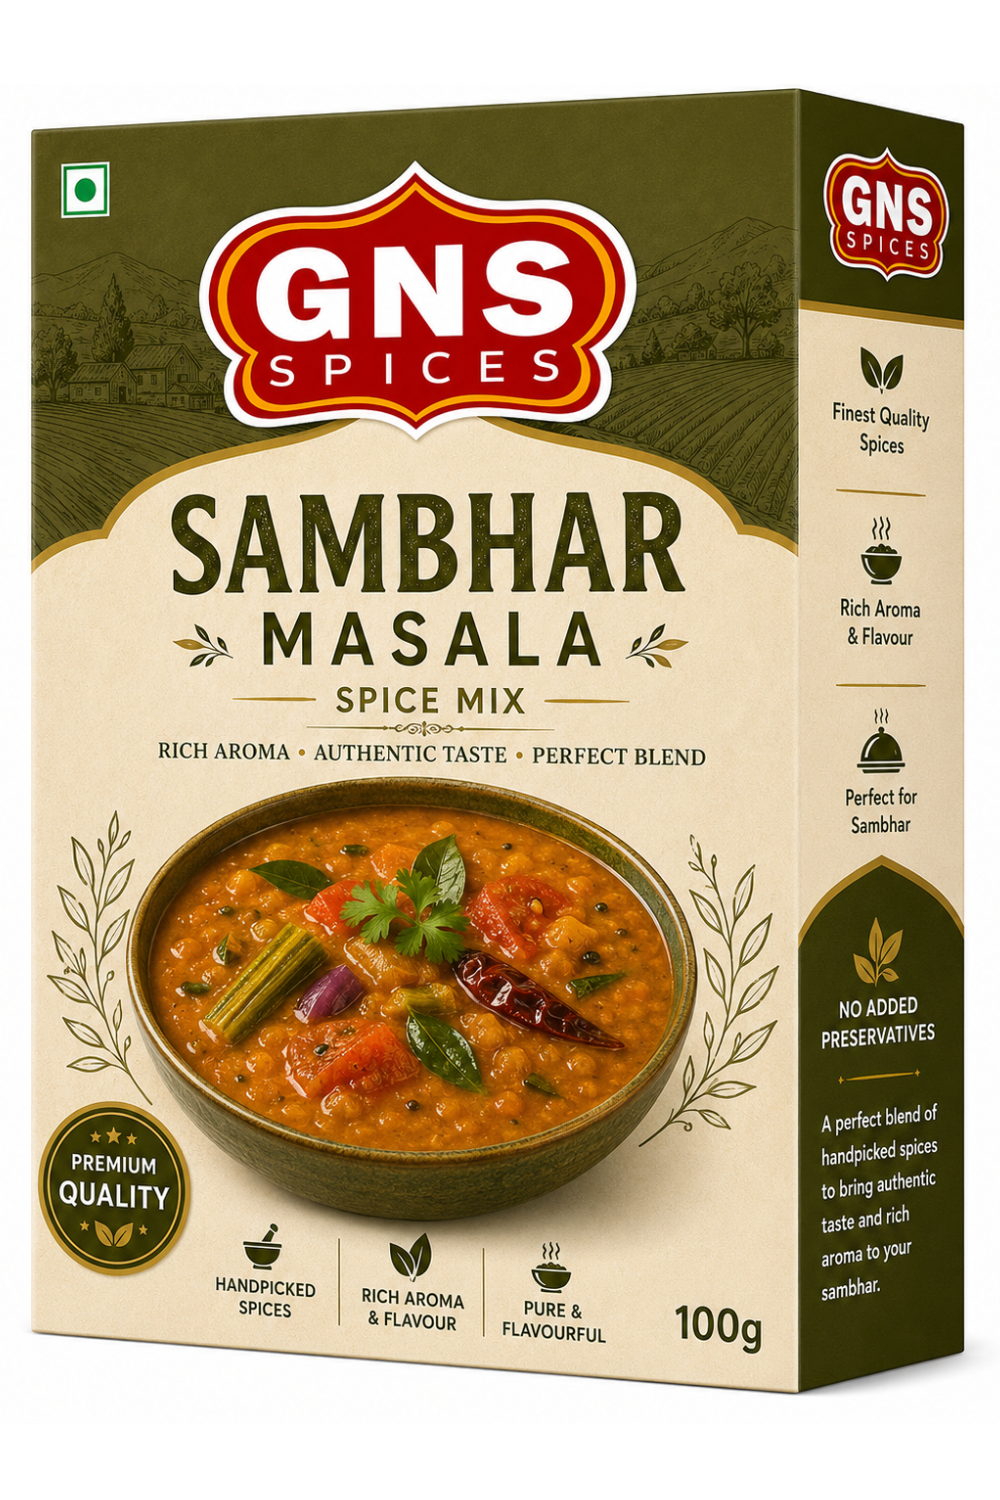 GNS
SPICES
SAMBHAR
MASALA
SPICE MIX
RICH AROMA • AUTHENTIC TASTE • PERFECT BLEND
PREMIUM
QUALITY
HANDPICKED
SPICES
RICH AROMA
& FLAVOUR
PURE &
FLAVOURFUL
100g
GNS
SPICES
Finest Quality
Spices
Rich Aroma
& Flavour
Perfect for
Sambhar
NO ADDED
PRESERVATIVES
A perfect blend of
handpicked spices
to bring authentic
taste and rich
aroma to your
sambhar.